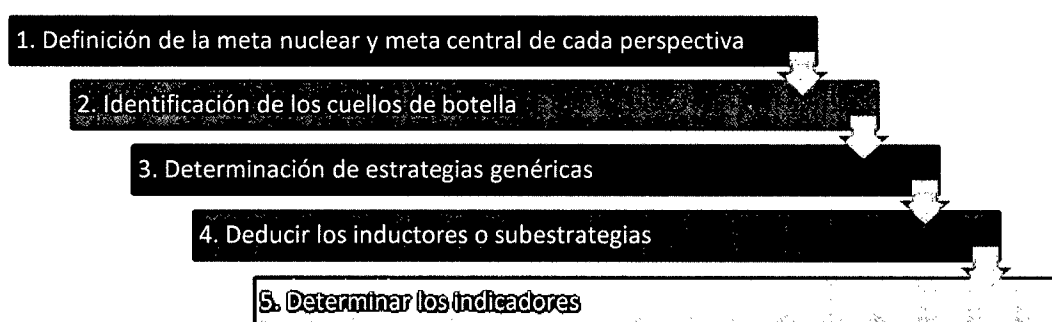 1. Definición de la meta nuclear y meta central de cada perspectiva
2. Identificación de los cuellos de botella
3. Determinación de estrategias genéricas
4. Deducir los inductores o subestrategias
5. Determinar los indicadores